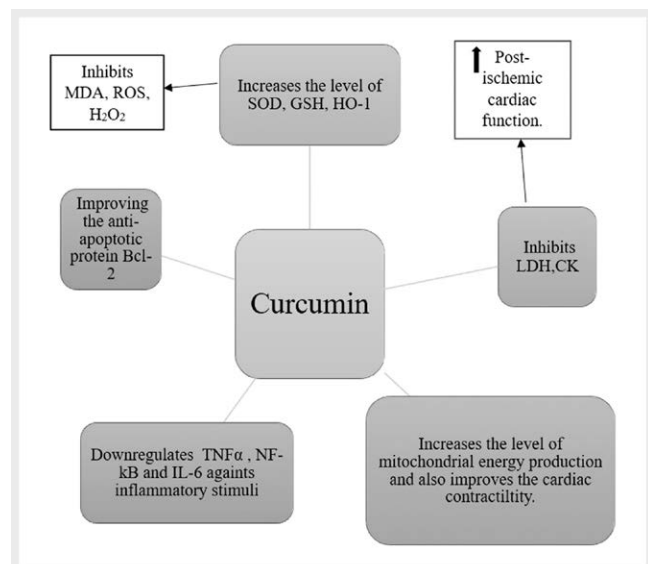 Inhibits
MDA, ROS,
H₂O₂
Increases the level of
SOD, GSH, HO-1
⬆ Post-
ischemic
cardiac
function.
Improving
the anti-
apoptotic
protein Bcl-
2
Curcumin
Inhibits
LDH,CK
Downregulates TNFα , NF-
kB and IL-6 againts
inflammatory stimuli
Increases the level of
mitochondrial energy production
and also improves the cardiac
contractiltity.